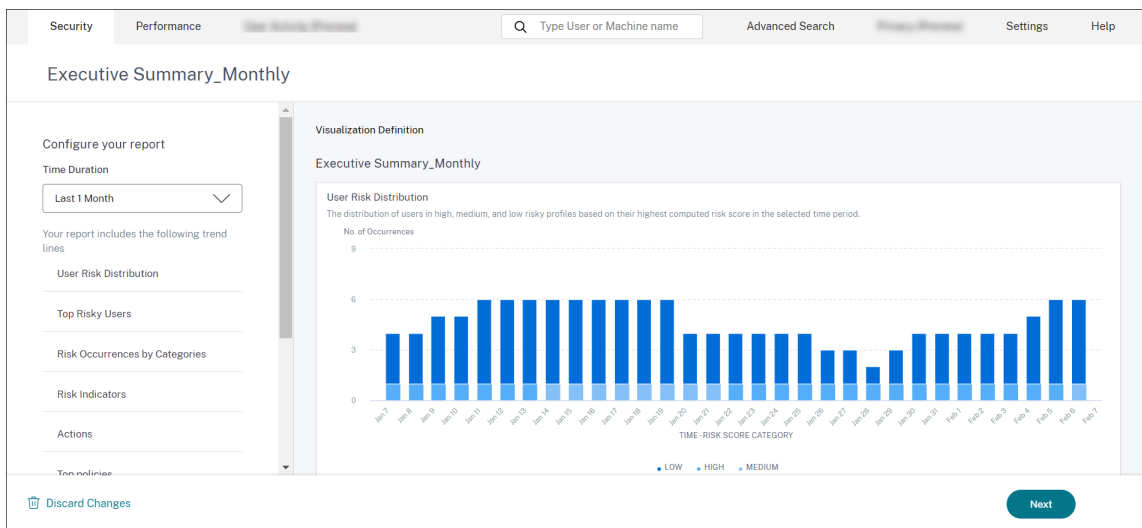 Security Performance Type User or Machine name Advanced Search Settings Help
Executive Summary_Monthly
Configure your report
Time Duration
Last 1 Month
Your report includes the following trend
lines
User Risk Distribution
Top Risky Users
Risk Occurrences by Categories
Risk Indicators
Actions
Top policies
Visualization Definition
Executive Summary_Monthly
User Risk Distribution
The distribution of users in high, medium, and low risky profiles based on their highest computed risk score in the selected time period.
No. of Occurrences
9
6
3
0
Jan 7 Jan 8 Jan 9 Jan 10 Jan 11 Jan 12 Jan 13 Jan 14 Jan 15 Jan 16 Jan 17 Jan 18 Jan 19 Jan 20 Jan 21 Jan 22 Jan 23 Jan 24 Jan 25 Jan 26 Jan 27 Jan 28 Jan 29 Jan 30 Jan 31 Feb 1 Feb 2 Feb 3 Feb 4 Feb 5 Feb 6 Feb 7
TIME - RISK SCORE CATEGORY
LOW HIGH MEDIUM
Discard Changes Next